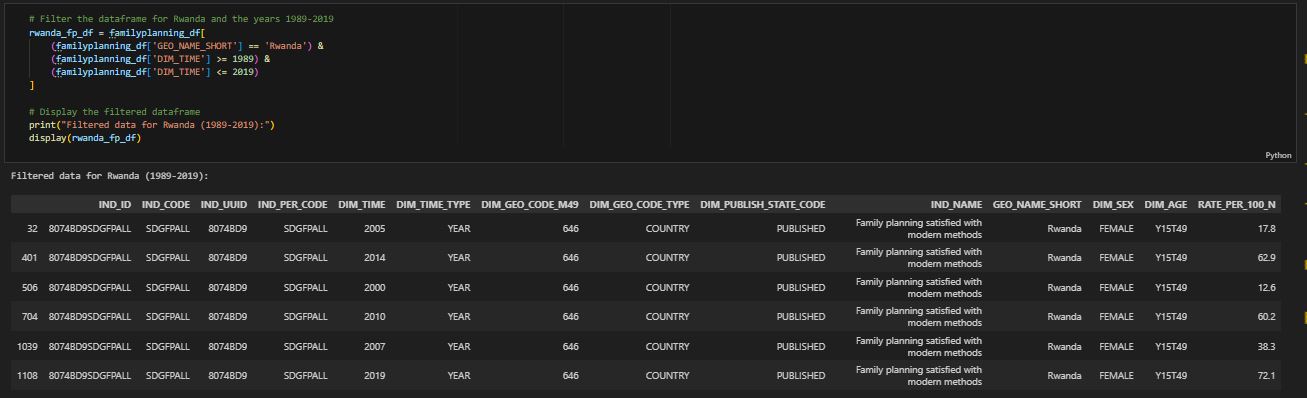 # Filter the dataframe for Rwanda and the years 1989-2019
rwanda_fp_df = familyplanning_df[
(familyplanning_df['GEO_NAME_SHORT'] == 'Rwanda') &
(familyplanning_df['DIM_TIME'] >= 1989) &
(familyplanning_df['DIM_TIME'] <= 2019)
]
# Display the filtered dataframe
print("Filtered data for Rwanda (1989-2019):")
display(rwanda_fp_df)
Python
Filtered data for Rwanda (1989-2019):
IND_ID IND_CODE IND_UUID IND_PER_CODE DIM_TIME DIM_TIME_TYPE DIM_GEO_CODE_M49 DIM_GEO_CODE_TYPE DIM_PUBLISH_STATE_CODE IND_NAME GEO_NAME_SHORT DIM_SEX DIM_AGE RATE_PER_100_N
32 8074BD9SDGFPALL SDGFPALL 8074BD9 SDGFPALL 2005 YEAR 646 COUNTRY PUBLISHED Family planning satisfied with
modern methods Rwanda FEMALE Y15T49 17.8
401 8074BD9SDGFPALL SDGFPALL 8074BD9 SDGFPALL 2014 YEAR 646 COUNTRY PUBLISHED Family planning satisfied with
modern methods Rwanda FEMALE Y15T49 62.9
506 8074BD9SDGFPALL SDGFPALL 8074BD9 SDGFPALL 2000 YEAR 646 COUNTRY PUBLISHED Family planning satisfied with
modern methods Rwanda FEMALE Y15T49 12.6
704 8074BD9SDGFPALL SDGFPALL 8074BD9 SDGFPALL 2010 YEAR 646 COUNTRY PUBLISHED Family planning satisfied with
modern methods Rwanda FEMALE Y15T49 60.2
1039 8074BD9SDGFPALL SDGFPALL 8074BD9 SDGFPALL 2007 YEAR 646 COUNTRY PUBLISHED Family planning satisfied with
modern methods Rwanda FEMALE Y15T49 38.3
1108 8074BD9SDGFPALL SDGFPALL 8074BD9 SDGFPALL 2019 YEAR 646 COUNTRY PUBLISHED Family planning satisfied with
modern methods Rwanda FEMALE Y15T49 72.1